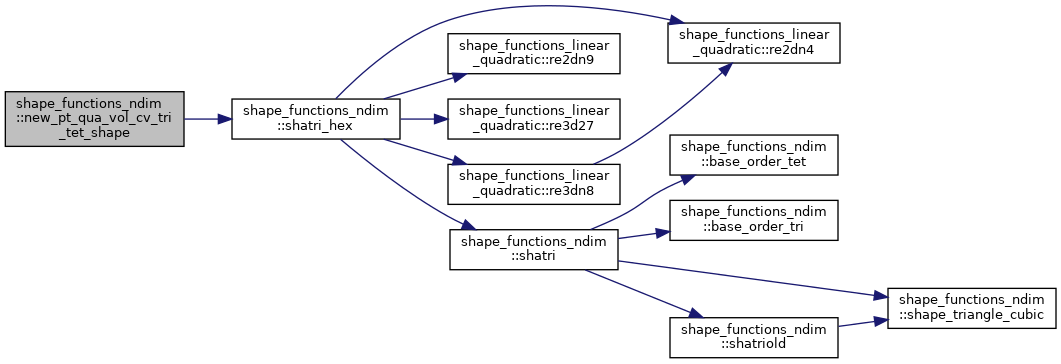 shape_functions_ndim
::new_pt_qua_vol_cv_tri
_tet_shape
shape_functions_ndim
::shatri_hex
shape_functions_linear
_quadratic::re2dn9
shape_functions_linear
_quadratic::re3d27
shape_functions_linear
_quadratic::re3dn8
shape_functions_ndim
::shatri
shape_functions_linear
_quadratic::re2dn4
shape_functions_ndim
::base_order_tet
shape_functions_ndim
::base_order_tri
shape_functions_ndim
::shatriold
shape_functions_ndim
::shape_triangle_cubic